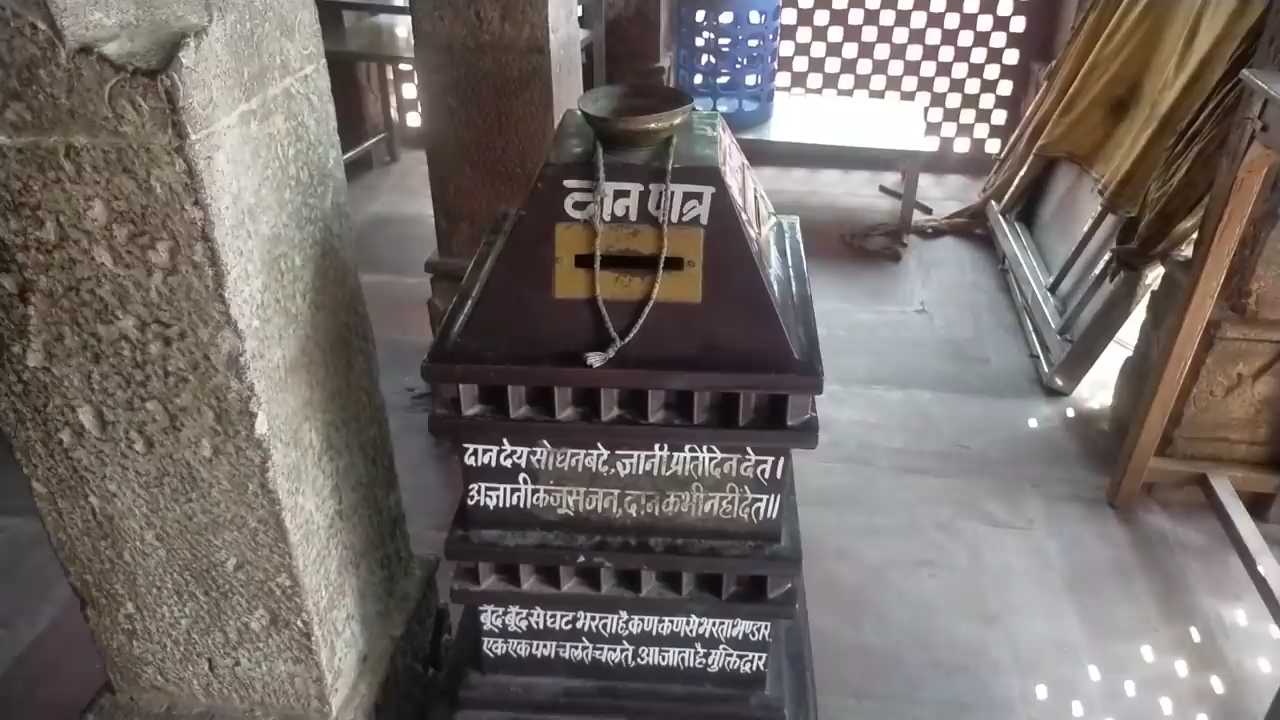 दान पात्र
दान देय सो धन बढे, ज्ञानी प्रतिदिन देत।
अज्ञानी कंजूस जन, दान कभी नही देत॥
बूँद बूँद से घट भरता है, कण कण से भरता भण्डार
एक एक पग चलते चलते, आ जाता है मुक्ति द्वार